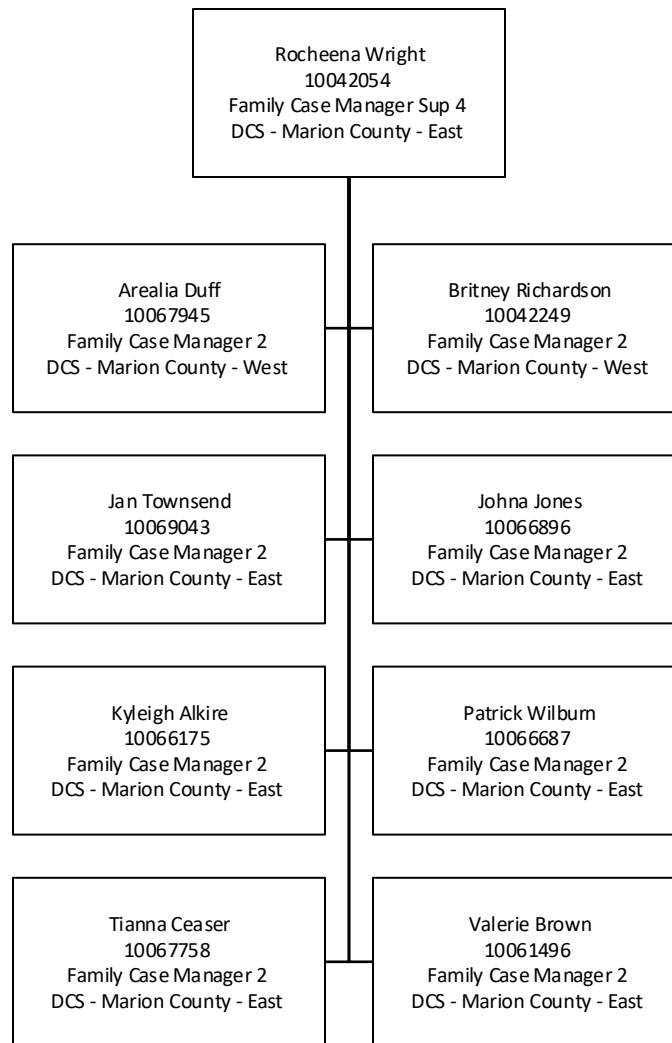 Rocheena Wright
10042054
Family Case Manager Sup 4
DCS - Marion County - East
Arealia Duff
10067945
Family Case Manager 2
DCS - Marion County - West
Britney Richardson
10042249
Family Case Manager 2
DCS - Marion County - West
Jan Townsend
10069043
Family Case Manager 2
DCS - Marion County - East
Johna Jones
10066896
Family Case Manager 2
DCS - Marion County - East
Kyleigh Alkire
10066175
Family Case Manager 2
DCS - Marion County - East
Patrick Wilburn
10066687
Family Case Manager 2
DCS - Marion County - East
Tianna Ceaser
10067758
Family Case Manager 2
DCS - Marion County - East
Valerie Brown
10061496
Family Case Manager 2
DCS - Marion County - East